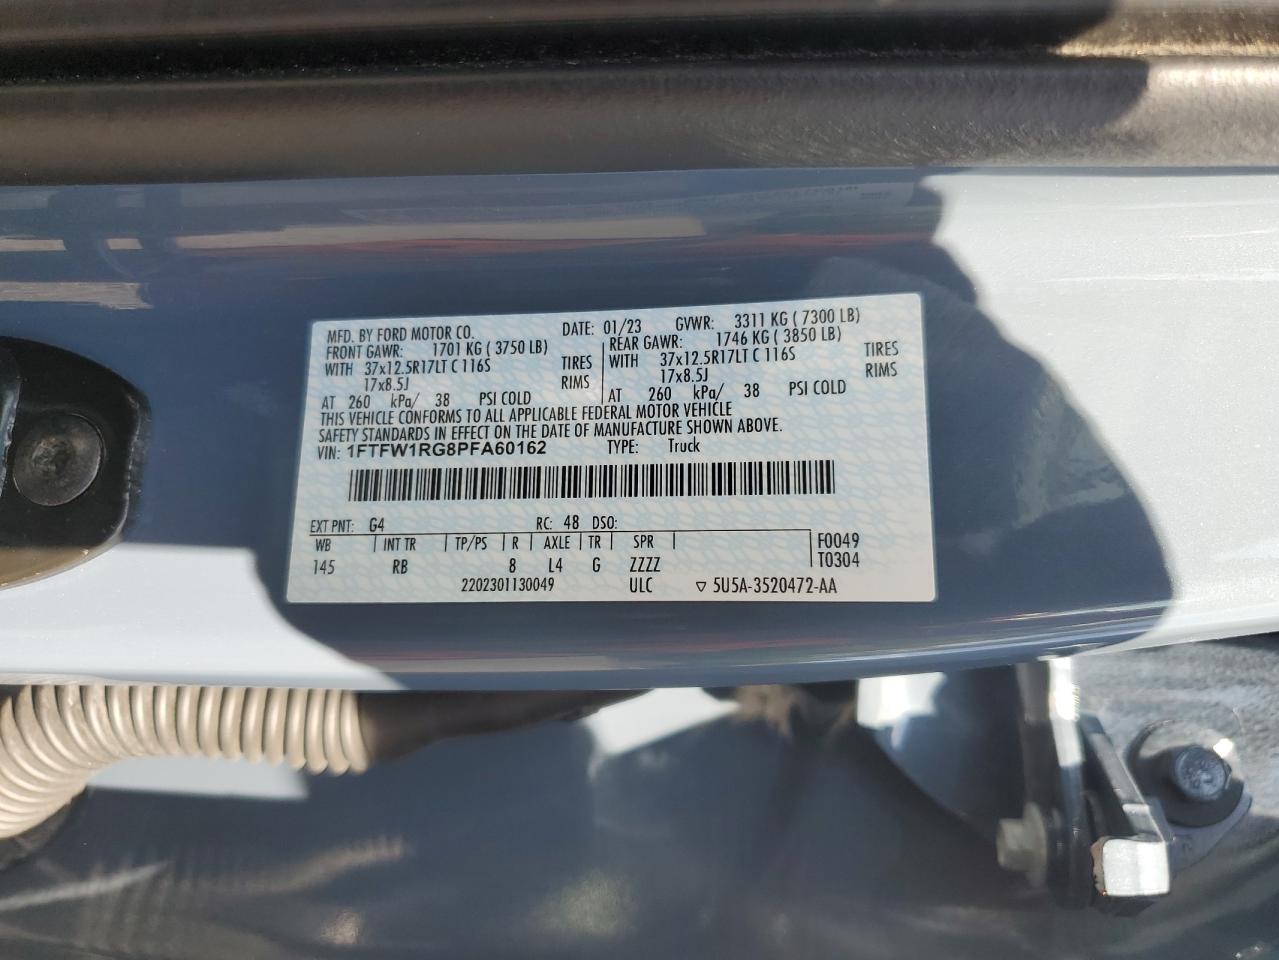 MFD. BY FORD MOTOR CO. DATE: 01/23 GVWR: 3311 KG ( 7300 LB)
FRONT GAWR: 1701 KG ( 3750 LB) REAR GAWR: 1746 KG ( 3850 LB)
WITH 37x12.5R17LT C 116S TIRES WITH 37x12.5R17LT C 116S TIRES
17x8.5J RIMS 17x8.5J RIMS
AT 260 kPa/ 38 PSI COLD AT 260 kPa/ 38 PSI COLD
THIS VEHICLE CONFORMS TO ALL APPLICABLE FEDERAL MOTOR VEHICLE
SAFETY STANDARDS IN EFFECT ON THE DATE OF MANUFACTURE SHOWN ABOVE.
VIN: 1FTFW1RG8PFA60162 TYPE: Truck
EXT PNT: G4 RC: 48 DSO:
WB INT TR TP/PS R AXLE TR SPR F0049
145 RB 8 L4 G ZZZZ T0304
2202301130049 ULC ▽ 5U5A-3520472-AA